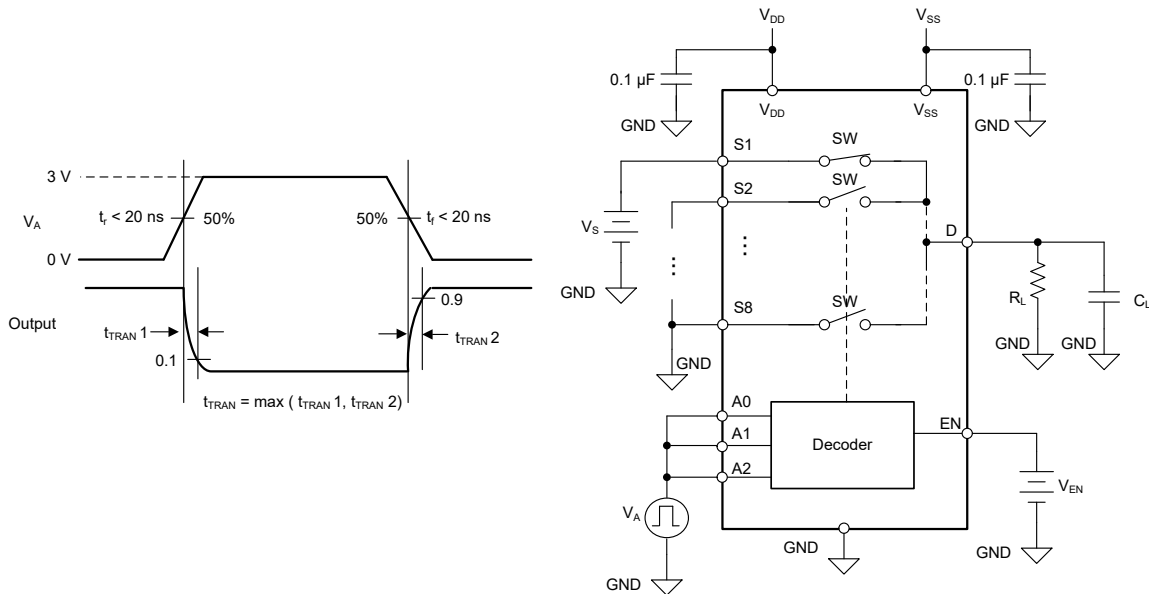 3 V
V_A
t_r < 20 ns
50%
50%
t_f < 20 ns
0 V
Output
t_TRAN 1
0.1
0.9
t_TRAN 2
t_TRAN = max ( t_TRAN 1, t_TRAN 2)
V_DD
V_SS
0.1 µF
0.1 µF
GND
V_DD
V_SS
GND
S1
SW
S2
SW
V_S
...
...
D
GND
S8
SW
R_L
C_L
GND
GND
GND
A0
A1
A2
Decoder
EN
V_A
V_EN
GND
GND
GND